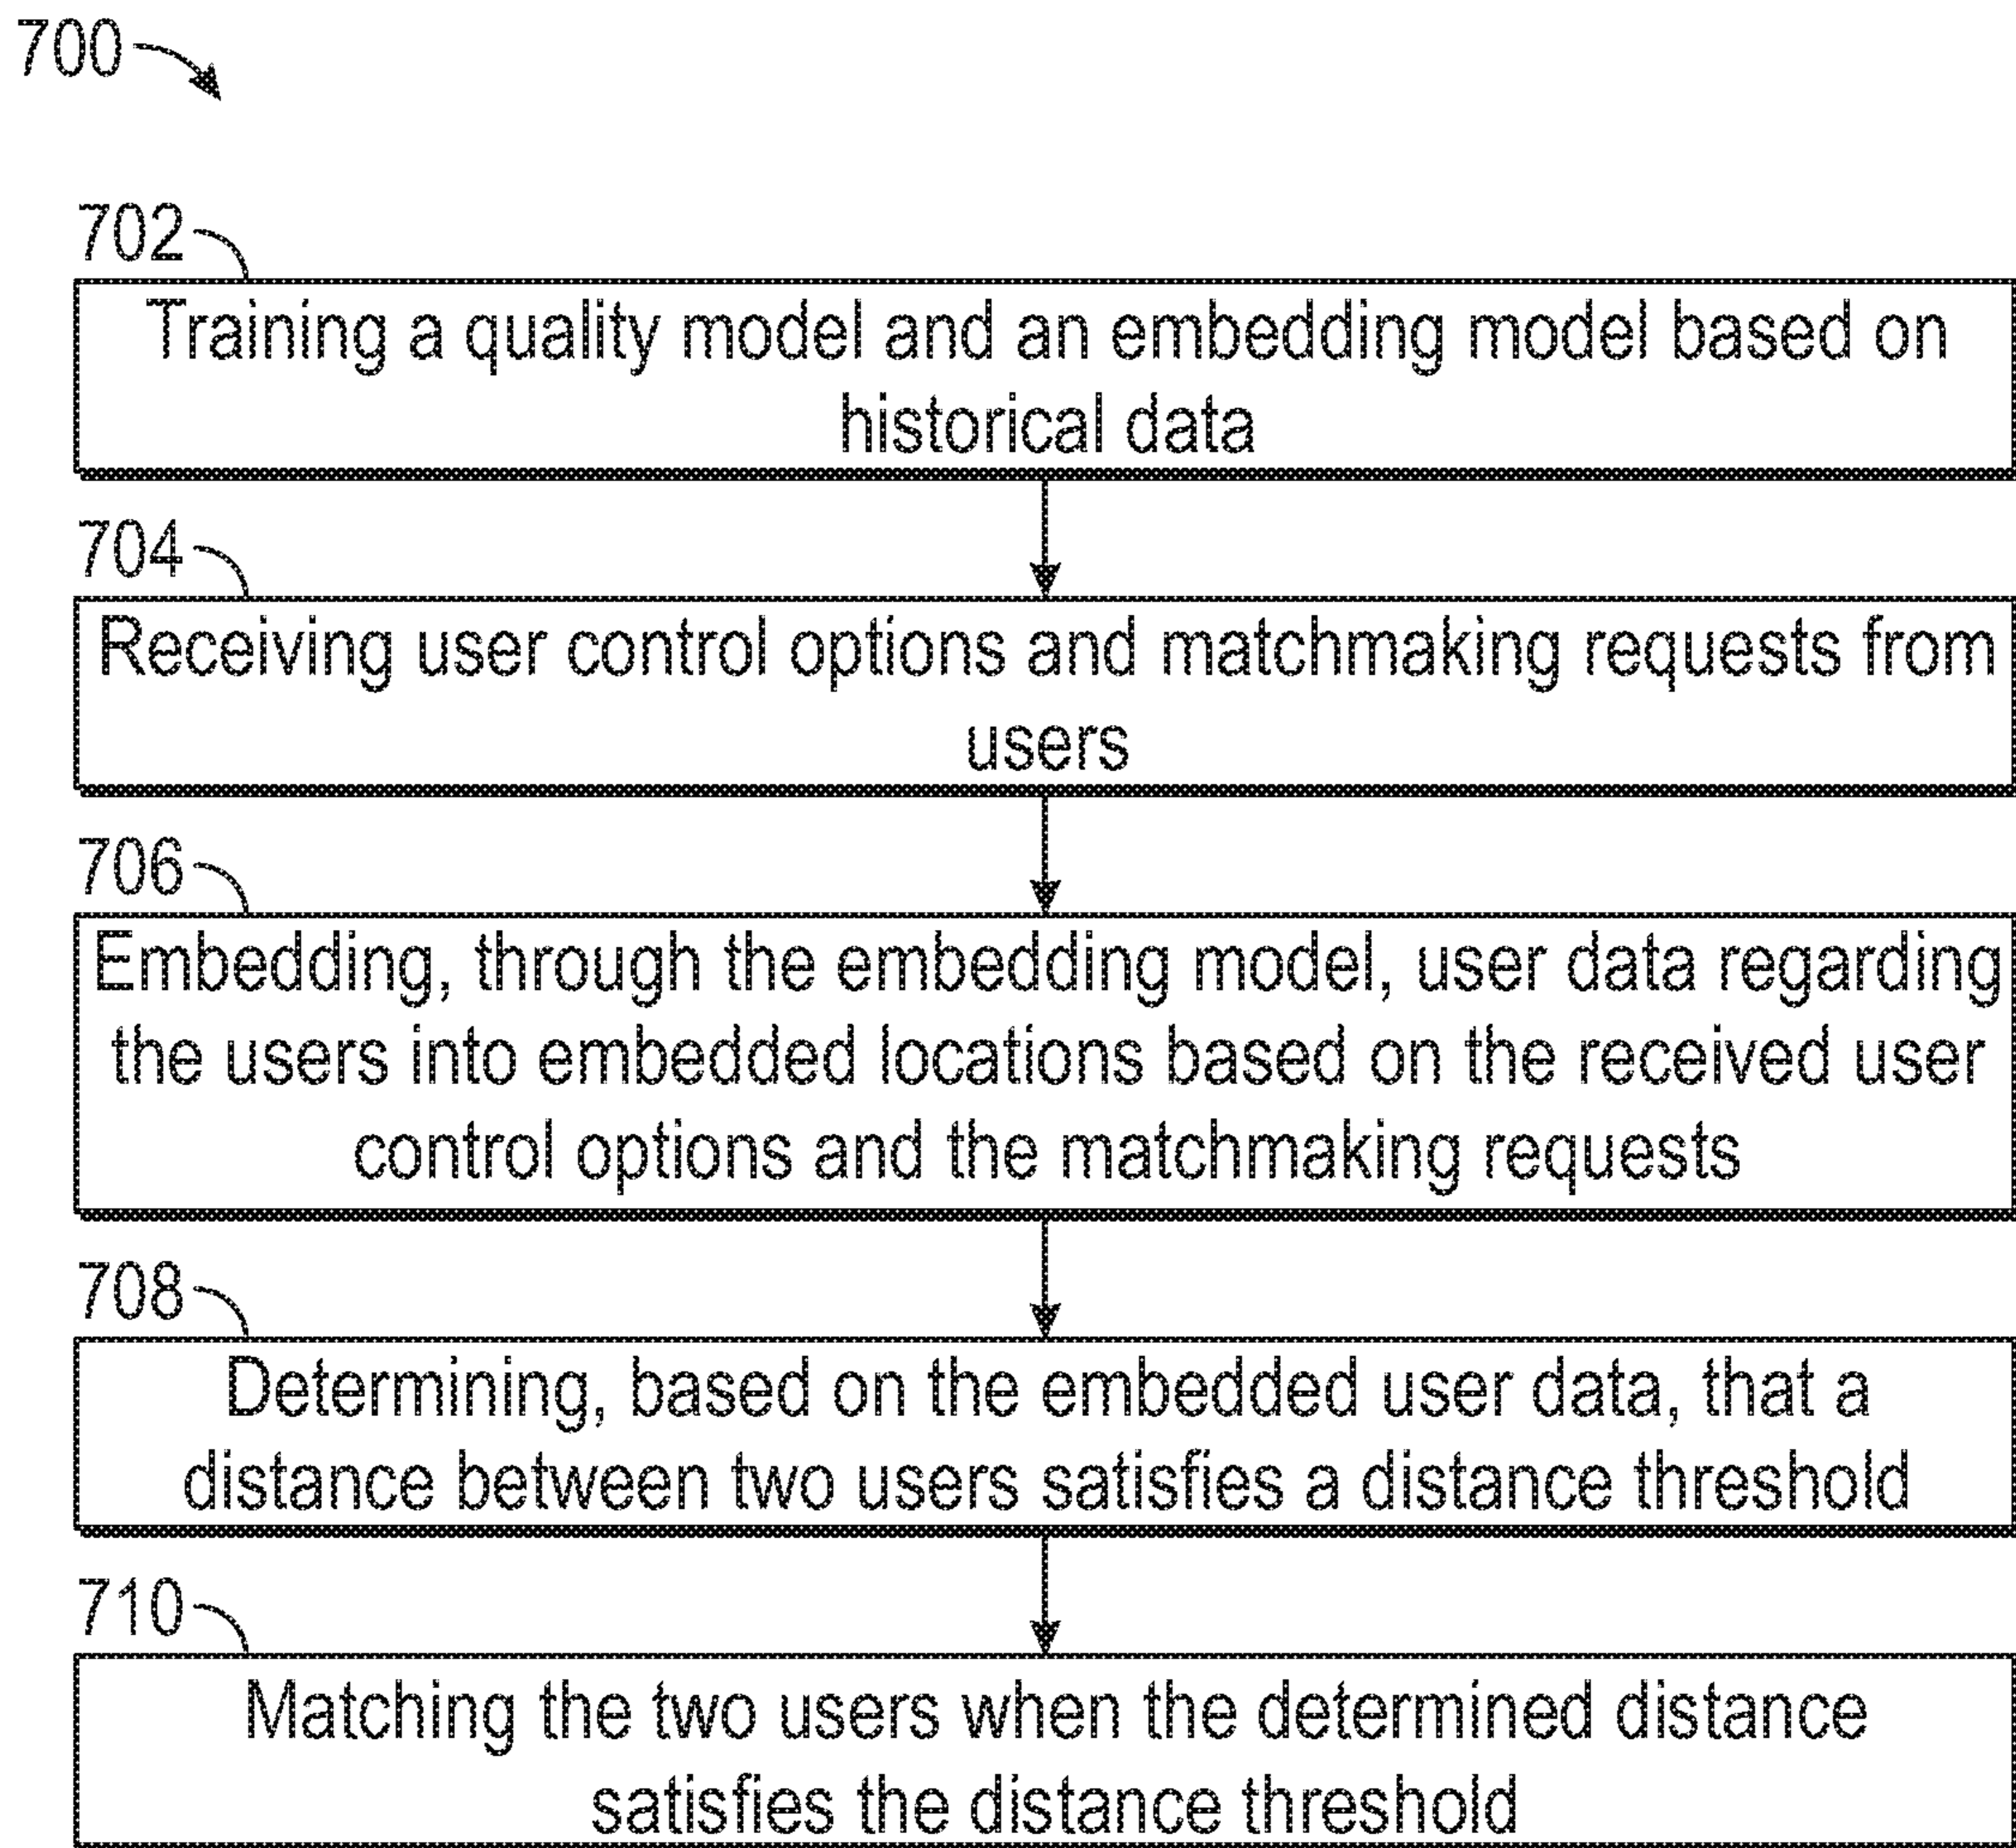 700
702
Training a quality model and an embedding model based on
historical data
704
Receiving user control options and matchmaking requests from
users
706
Embedding, through the embedding model, user data regarding
the users into embedded locations based on the received user
control options and the matchmaking requests
708
Determining, based on the embedded user data, that a
distance between two users satisfies a distance threshold
710
Matching the two users when the determined distance
satisfies the distance threshold